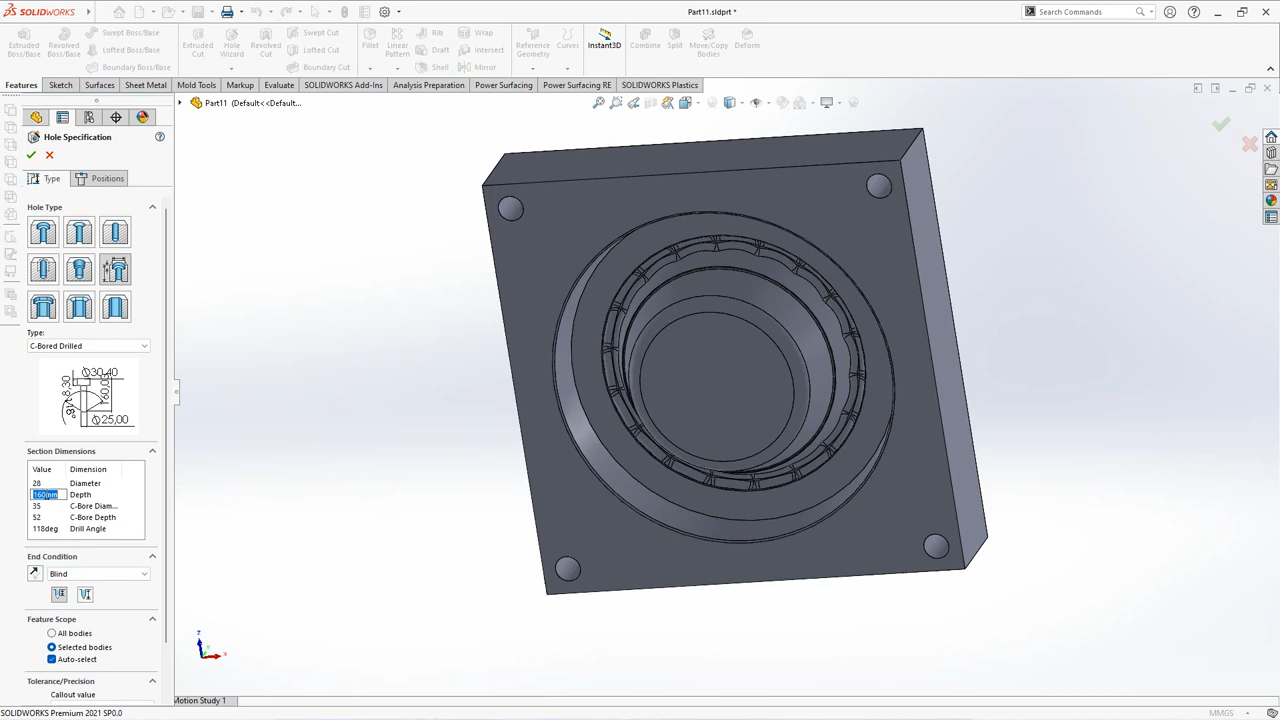 SOLIDWORKS
Part11.sldprt *
Search Commands
Extruded Boss/Base
Revolved Boss/Base
Swept Boss/Base
Lofted Boss/Base
Boundary Boss/Base
Extruded Cut
Hole Wizard
Revolved Cut
Swept Cut
Lofted Cut
Boundary Cut
Fillet
Linear Pattern
Rib
Draft
Shell
Wrap
Intersect
Mirror
Reference Geometry
Curves
Instant3D
Combine
Split
Move/Copy Bodies
Deform
Features
Sketch
Surfaces
Sheet Metal
Mold Tools
Markup
Evaluate
SOLIDWORKS Add-Ins
Analysis Preparation
Power Surfacing
Power Surfacing RE
SOLIDWORKS Plastics
Part11 (Default<<Default...
Hole Specification
Type
Positions
Hole Type
Type:
C-Bored Drilled
∅30,40
8,30
160,00
∅25,00
Section Dimensions
Value Dimension
28 Diameter
Depth
35 C-Bore Diam...
52 C-Bore Depth
118deg Drill Angle
End Condition
Blind
Feature Scope
All bodies
Selected bodies
Auto-select
Tolerance/Precision
Callout value
Z
X
Motion Study 1
SOLIDWORKS Premium 2021 SP0.0
MMGS